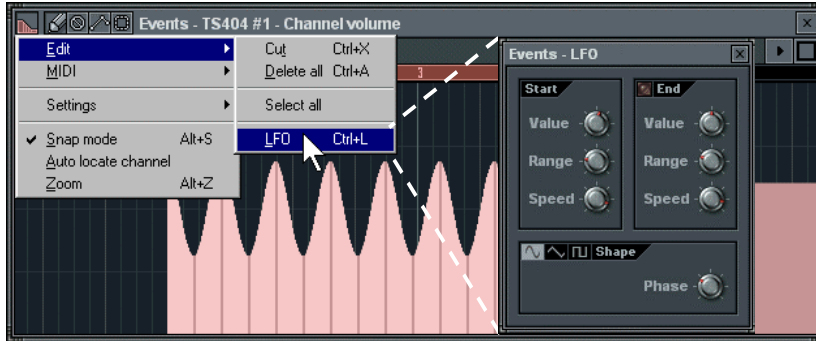 Events - TS404 #1 - Channel volume
Edit
MIDI
Settings
Snap mode Alt+S
Auto locate channel
Zoom Alt+Z
Cut Ctrl+X
Delete all Ctrl+A
Select all
LFO Ctrl+L
3
Events - LFO
Start
Value
Range
Speed
End
Value
Range
Speed
Shape
Phase